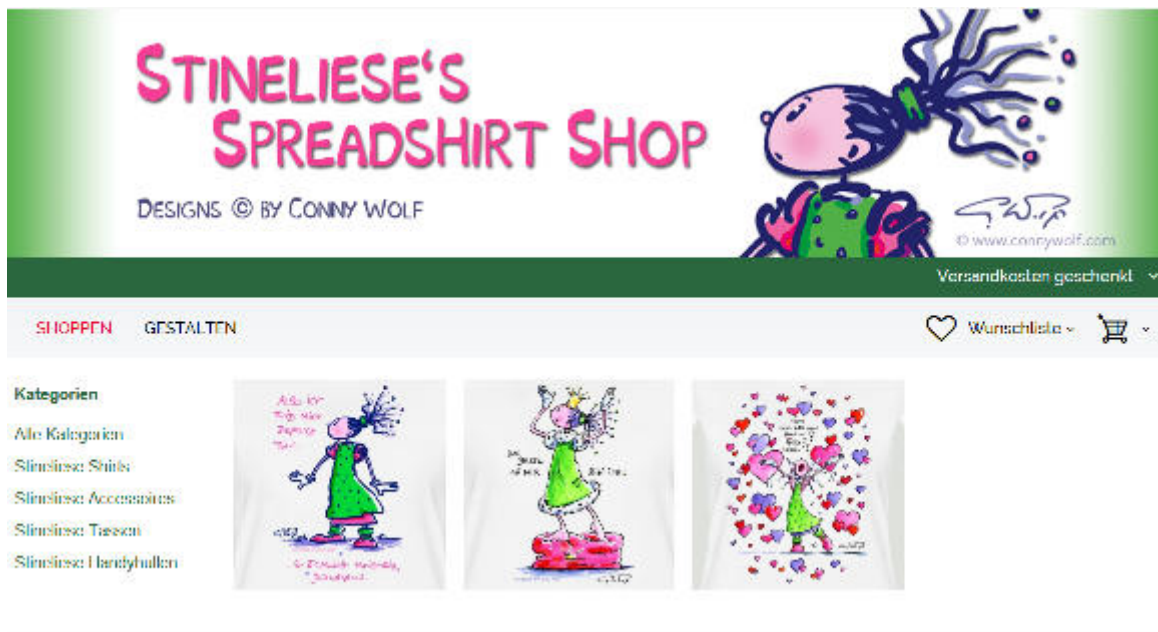 STINELIESE'S
SPREADSHIRT SHOP
DESIGNS © BY CONNY WOLF
© www.connywolf.com
Versandkosten geschenkt
SHOPPEN GESTALTEN
Wunschliste
Kategorien
Alle Kategorien
Stineliese Shirts
Stineliese Accessoires
Stineliese Tassen
Stineliese Handyhüllen